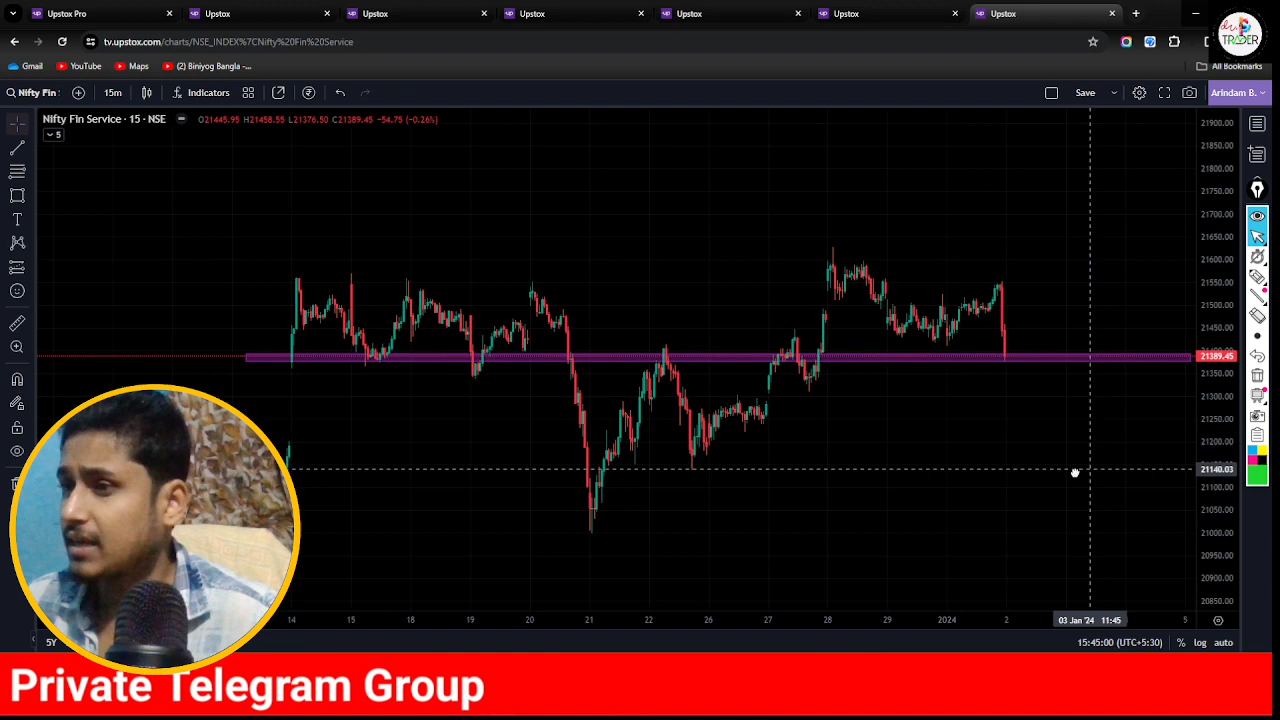 Upstox Pro
Upstox
Upstox
Upstox
Upstox
Upstox
Upstox
tv.upstox.com/charts/NSE_INDEX%7CNifty%20Fin%20Service
TRADER
Gmail
YouTube
Maps
(2) Biniyog Bangla -...
All Bookmarks
Nifty Fin
15m
Indicators
Save
Arindam B.
Nifty Fin Service · 15 · NSE
O21445.95 H21458.55 L21376.50 C21389.45 -54.75 (-0.26%)
5
21900.00
21850.00
21800.00
21750.00
21700.00
21650.00
21600.00
21550.00
21500.00
21450.00
21400.00
21389.45
21350.00
21300.00
21250.00
21200.00
21140.03
21100.00
21050.00
21000.00
20950.00
20900.00
20850.00
14
15
18
19
20
21
22
26
27
28
29
2024
2
03 Jan '24 11:45
5
5Y
15:45:00 (UTC+5:30)
%
log
auto
Private Telegram Group